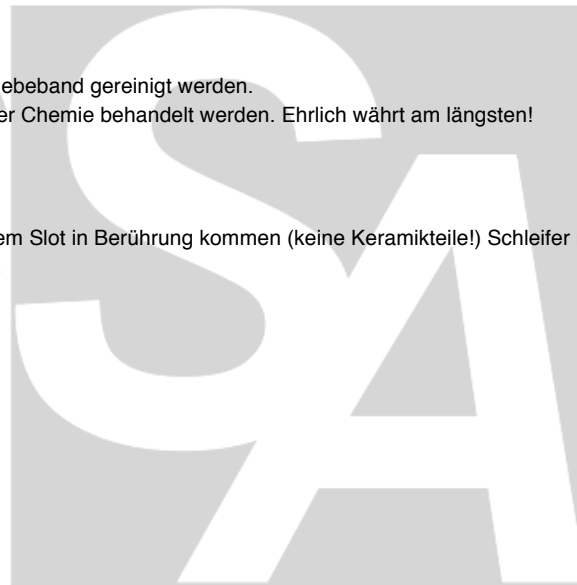 ebeband gereinigt werden.
er Chemie behandelt werden. Ehrlich währt am längsten!
em Slot in Berührung kommen (keine Keramikteile!) Schleifer
SA